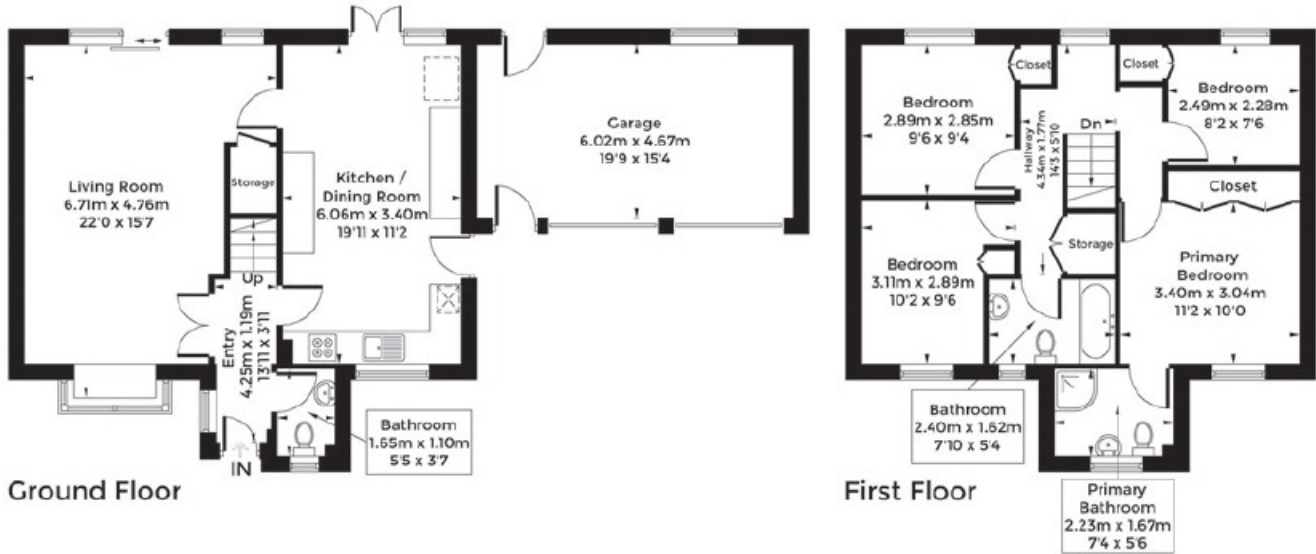 Living Room
6.71m x 4.76m
22'0 x 15'7
Storage
Up
Entry
4.25m x 1.19m
13'11 x 3'11
IN
Kitchen /
Dining Room
6.06m x 3.40m
19'11 x 11'2
Bathroom
1.65m x 1.10m
5'5 x 3'7
Garage
6.02m x 4.67m
19'9 x 15'4
Ground Floor
Closet
Closet
Bedroom
2.89m x 2.85m
9'6 x 9'4
Hallway
4.34m x 1.77m
14'3 x 5'10
Dn
Bedroom
2.49m x 2.28m
8'2 x 7'6
Closet
Storage
Bedroom
3.11m x 2.89m
10'2 x 9'6
Primary
Bedroom
3.40m x 3.04m
11'2 x 10'0
Bathroom
2.40m x 1.62m
7'10 x 5'4
Primary
Bathroom
2.23m x 1.67m
7'4 x 5'6
First Floor